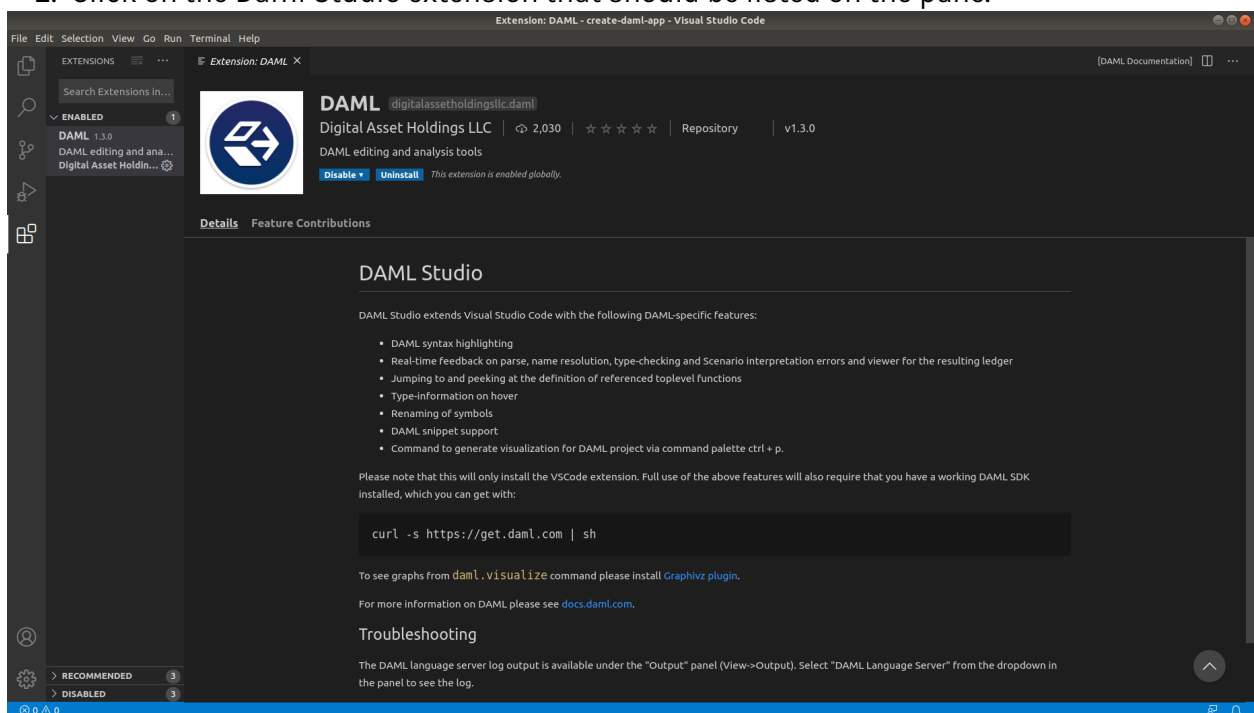 2. Click on the Daml Studio extension that should be listed on the pane.
Extension: DAML - create-daml-app - Visual Studio Code
File Edit Selection View Go Run Terminal Help
EXTENSIONS
Extension: DAML
[DAML Documentation]
Search Extensions in...
ENABLED 1
DAML 1.3.0
DAML editing and ana...
Digital Asset Holdin...
DAML digitalassetholdingsllc.daml
Digital Asset Holdings LLC | 2,030 | Repository | v1.3.0
DAML editing and analysis tools
Disable Uninstall This extension is enabled globally.
Details Feature Contributions
DAML Studio
DAML Studio extends Visual Studio Code with the following DAML-specific features:
• DAML syntax highlighting
• Real-time feedback on parse, name resolution, type-checking and Scenario interpretation errors and viewer for the resulting ledger
• Jumping to and peeking at the definition of referenced toplevel functions
• Type-information on hover
• Renaming of symbols
• DAML snippet support
• Command to generate visualization for DAML project via command palette ctrl + p.
Please note that this will only install the VSCode extension. Full use of the above features will also require that you have a working DAML SDK
installed, which you can get with:
curl -s https://get.daml.com | sh
To see graphs from daml.visualize command please install Graphivz plugin.
For more information on DAML please see docs.daml.com.
Troubleshooting
The DAML language server log output is available under the "Output" panel (View->Output). Select "DAML Language Server" from the dropdown in
the panel to see the log.
RECOMMENDED 3
DISABLED 3
0 0